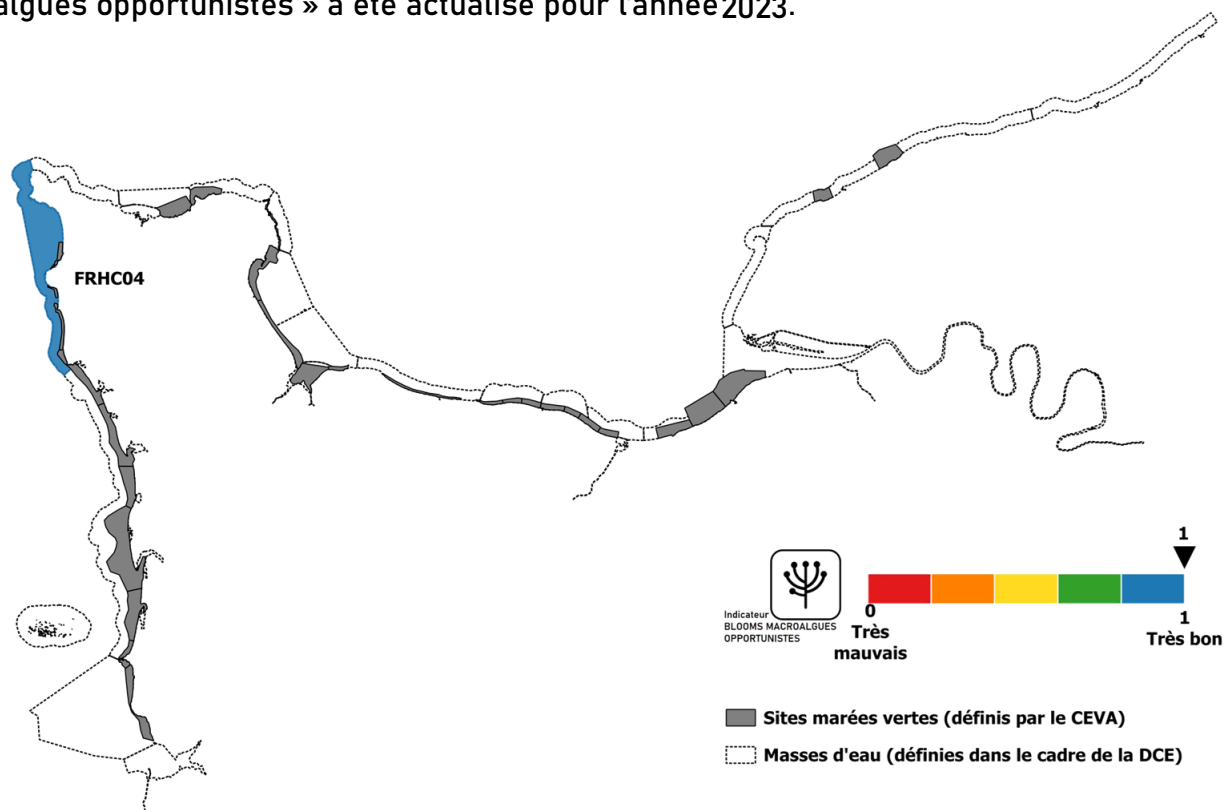 algues opportunistes » a été actualisé pour l'année 2023.
FRHC04
1
Indicateur
BLOOMS MACROALGUES
OPPORTUNISTES
0
Très
mauvais
1
Très bon
Sites marées vertes (définis par le CEVA)
Masses d'eau (définies dans le cadre de la DCE)